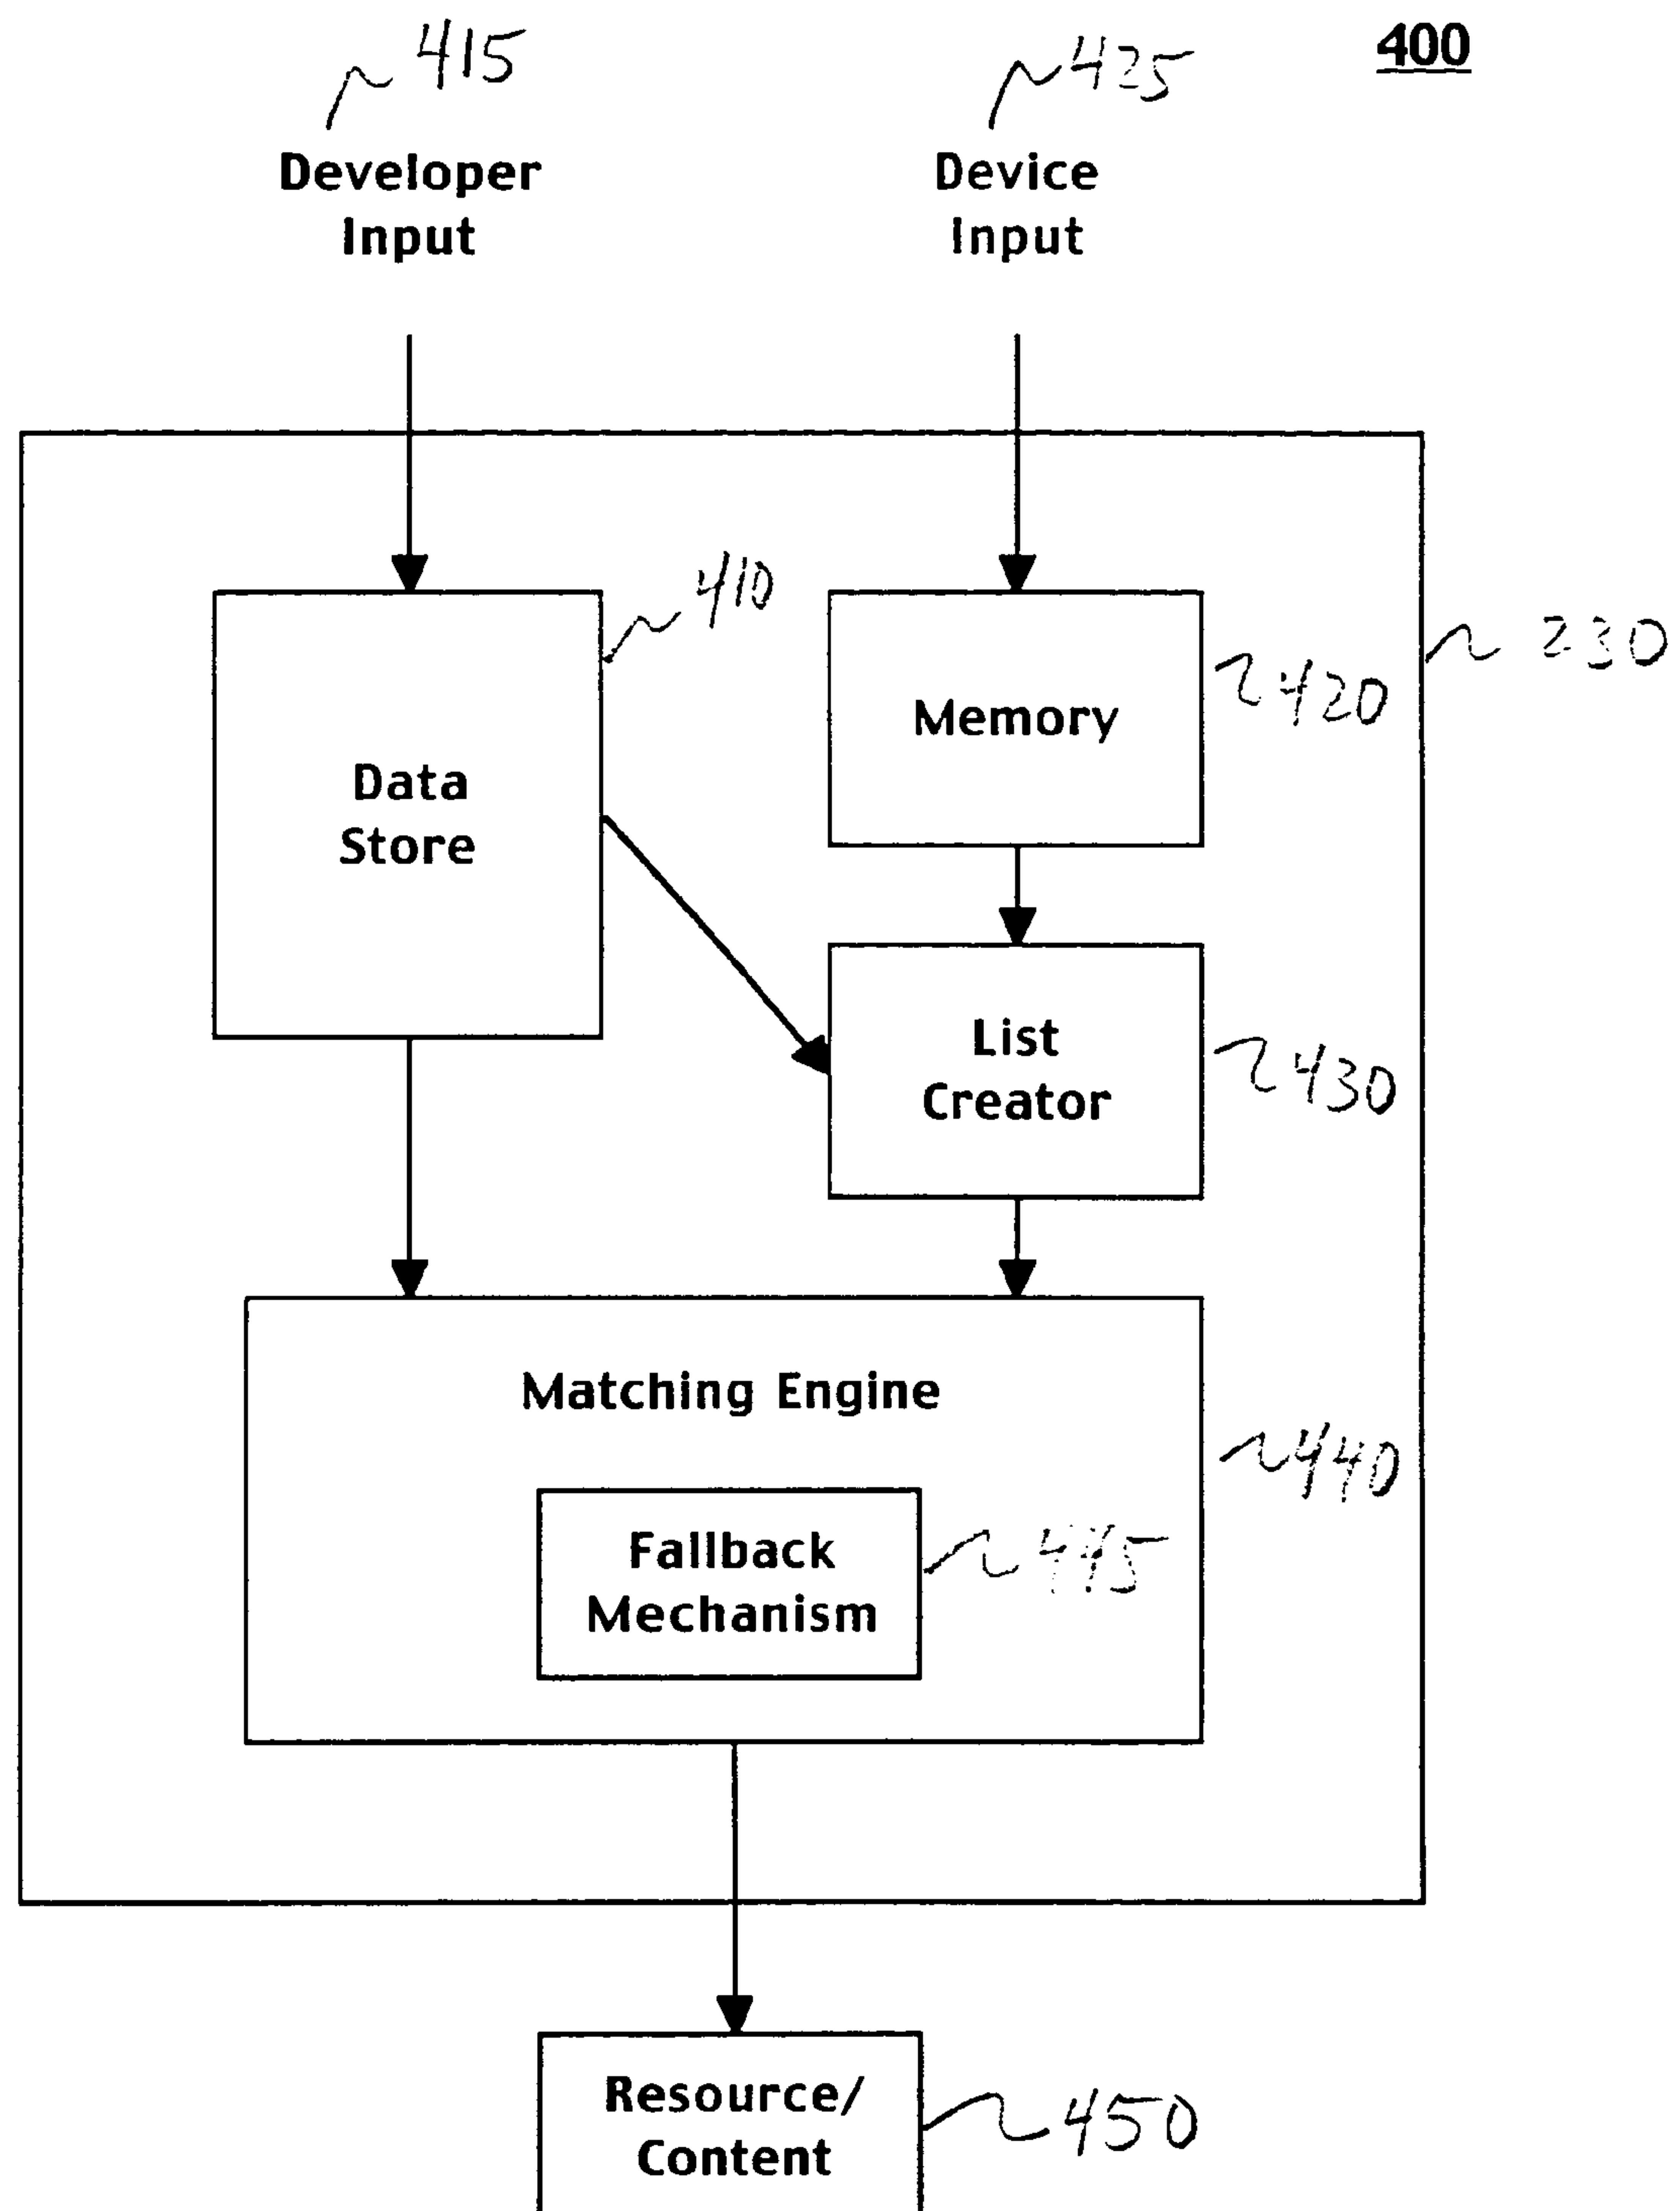 400
415
425
Developer
Input
Device
Input
410
230
420
Memory
Data
Store
List
Creator
430
Matching Engine
440
Fallback
Mechanism
445
Resource/
Content
450